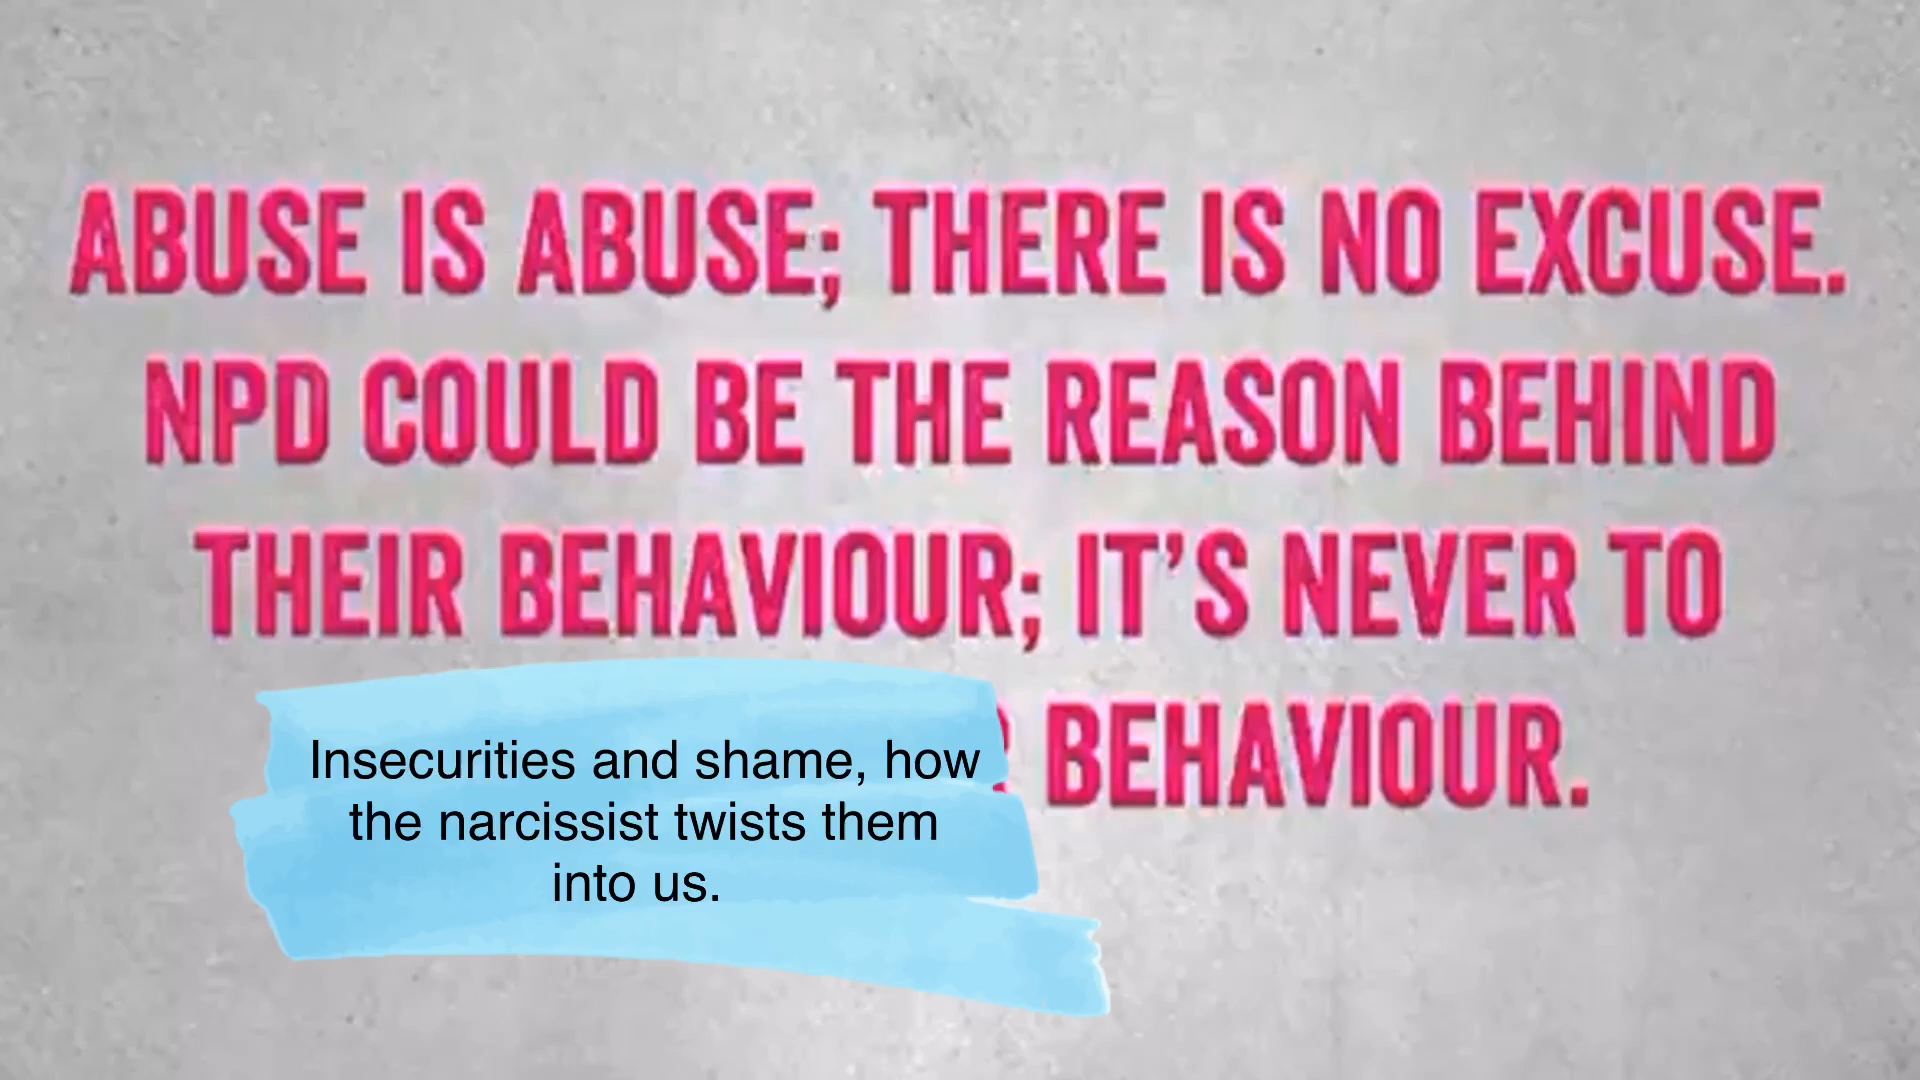 ABUSE IS ABUSE; THERE IS NO EXCUSE.
NPD COULD BE THE REASON BEHIND
THEIR BEHAVIOUR; IT’S NEVER TO
BEHAVIOUR.
Insecurities and shame, how
the narcissist twists them
into us.